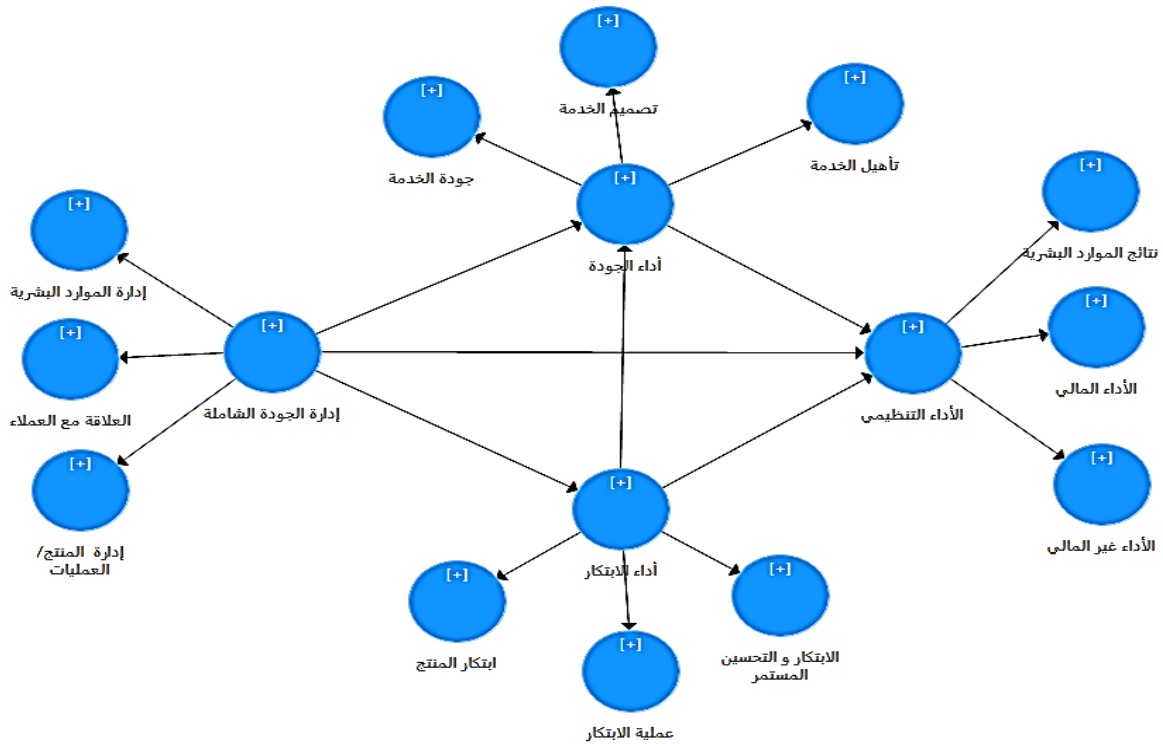 [+]
تصميم الخدمة
[+]
جودة الخدمة
[+]
تأهيل الخدمة
[+]
أداء الجودة
[+]
نتائج الموارد البشرية
[+]
إدارة الموارد البشرية
[+]
الأداء المالي
[+]
الأداء التنظيمي
[+]
إدارة الجودة الشاملة
[+]
العلاقة مع العملاء
[+]
الأداء غير المالي
[+]
إدارة المنتج/
العمليات
[+]
أداء الابتكار
[+]
الابتكار و التحسين
المستمر
[+]
ابتكار المنتج
[+]
عملية الابتكار